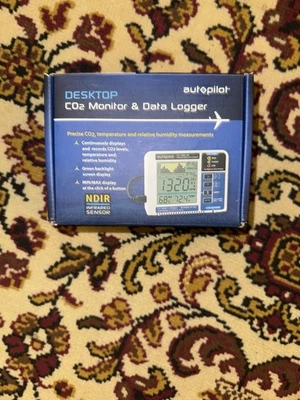 autopilot
DESKTOP
CO2 Monitor & Data Logger
Precise CO2, temperature and relative humidity measurements
Continuously displays
and records CO2 levels,
temperature and
relative humidity
Green backlight
screen display
MIN/MAX display
at the click of a button
NDIR
INFRARED
SENSOR
1320